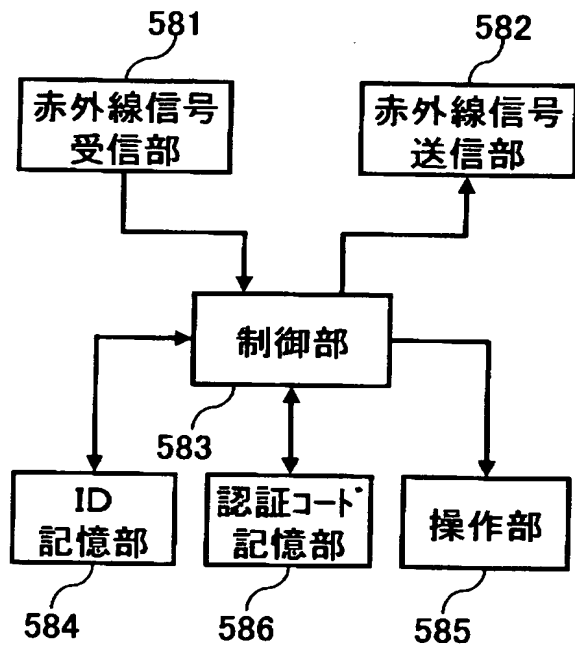 581
582
赤外線信号
受信部
赤外線信号
送信部
制御部
583
ID
記憶部
認証コード
記憶部
操作部
584
586
585